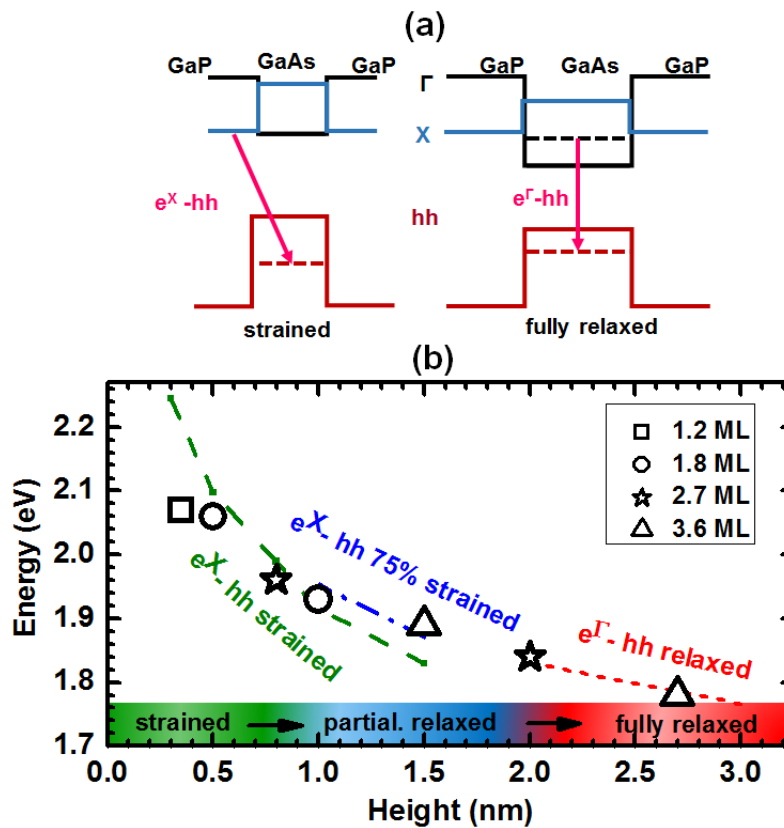 (a)
GaP GaAs GaP
GaP GaAs GaP
Γ
X
eX -hh
eΓ-hh
hh
strained
fully relaxed
(b)
1.2 ML
1.8 ML
2.7 ML
3.6 ML
eX- hh 75% strained
eX- hh strained
eΓ- hh relaxed
strained
partial. relaxed
fully relaxed
2.2
2.1
2.0
1.9
1.8
1.7
Energy (eV)
0.0 0.5 1.0 1.5 2.0 2.5 3.0
Height (nm)